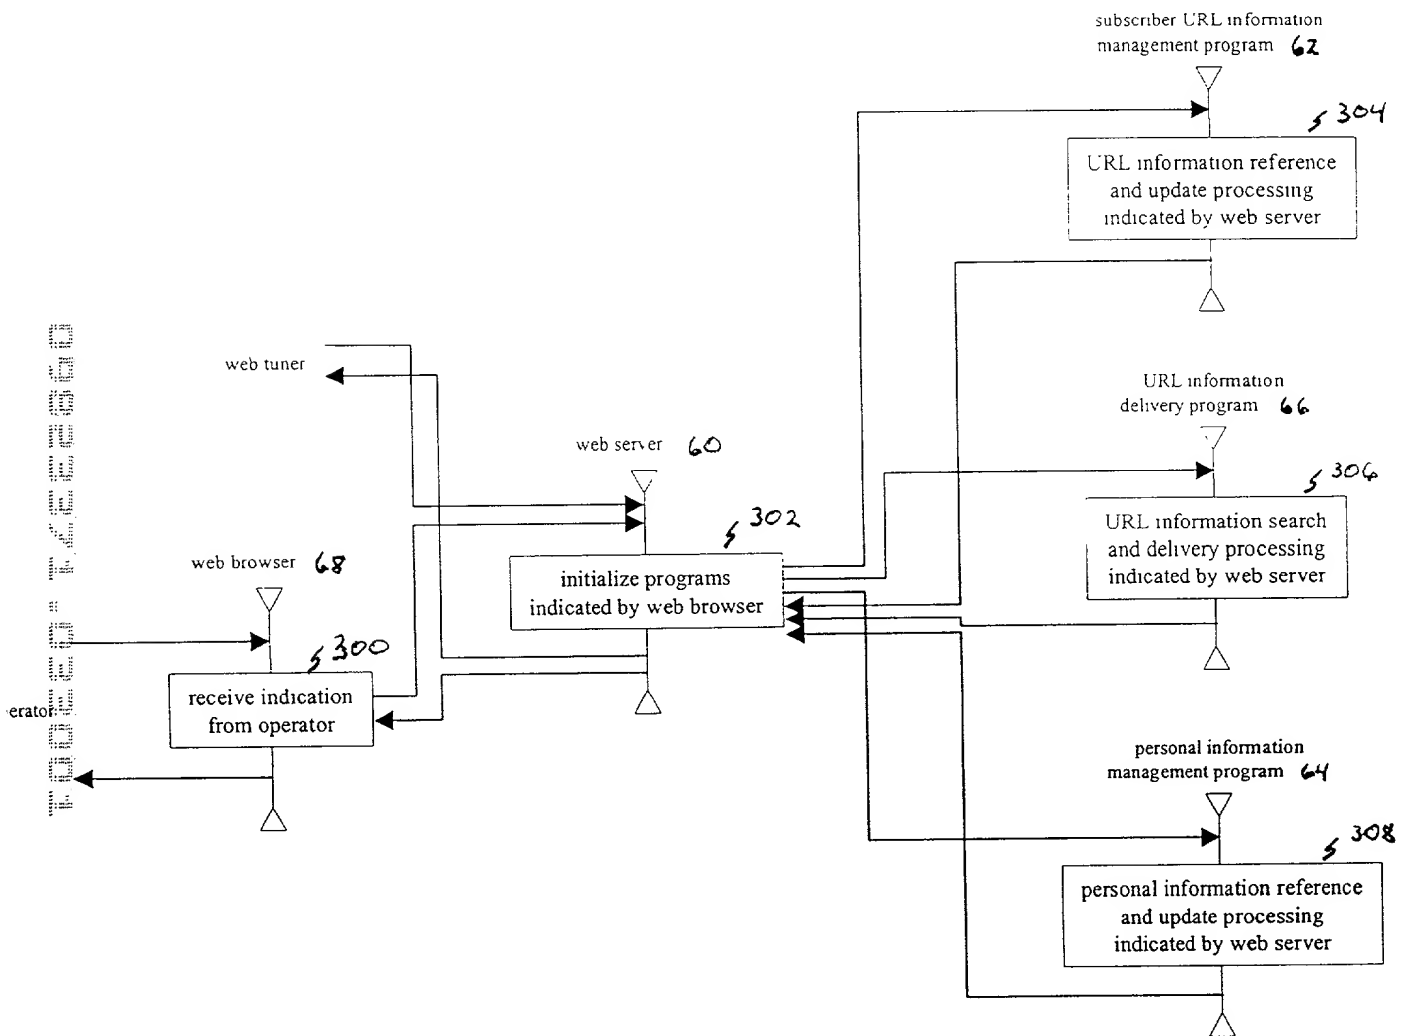 subscriber URL information
management program 62
304
URL information reference
and update processing
indicated by web server
web tuner
URL information
delivery program 66
web server 60
306
302
URL information search
and delivery processing
indicated by web server
web browser 68
initialize programs
indicated by web browser
300
receive indication
from operator
erator
personal information
management program 64
308
personal information reference
and update processing
indicated by web server